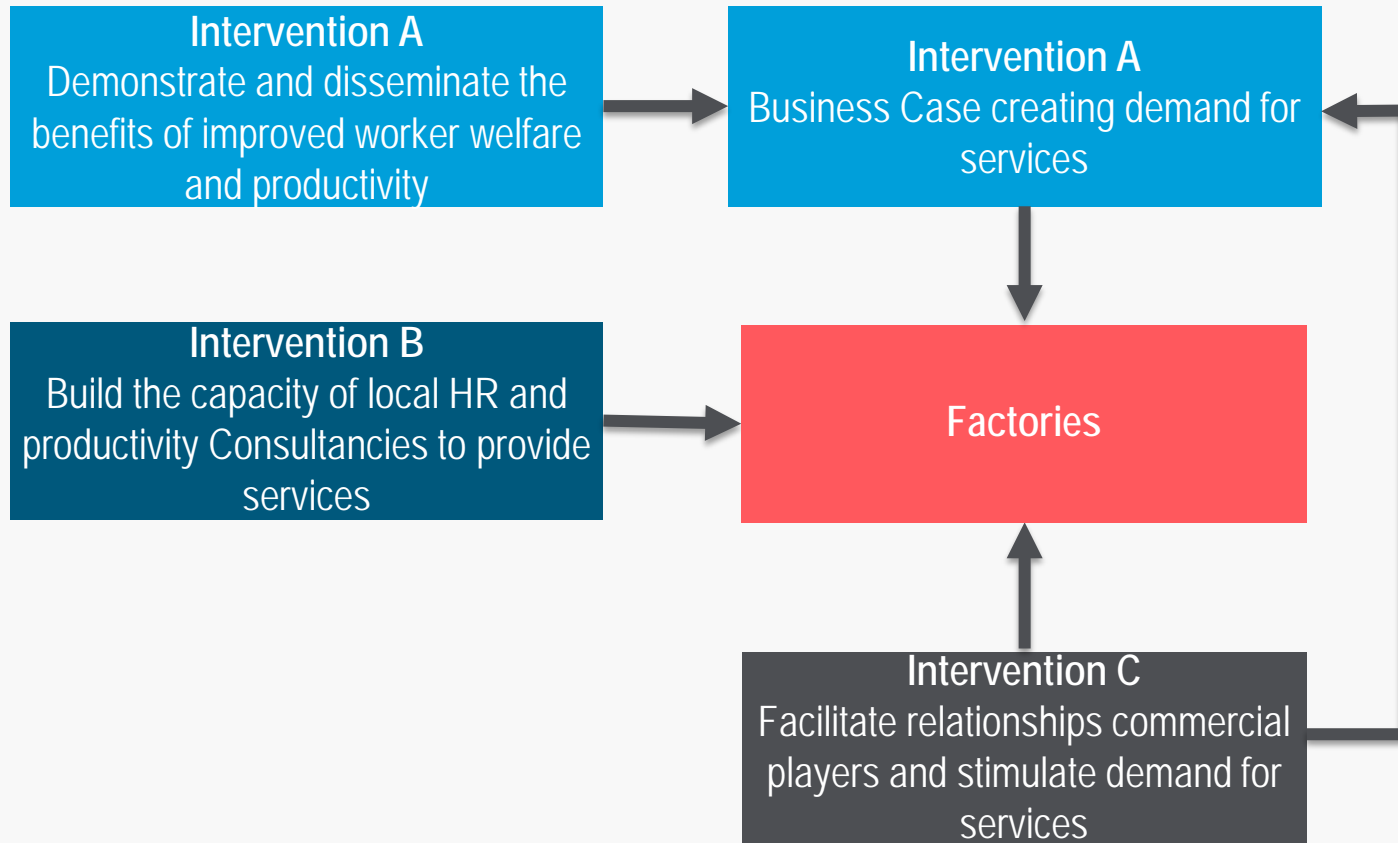 Intervention A
Demonstrate and disseminate the
benefits of improved worker welfare
and productivity
Intervention A
Business Case creating demand for
services
Intervention B
Build the capacity of local HR and
productivity Consultancies to provide
services
Factories
Intervention C
Facilitate relationships commercial
players and stimulate demand for
services